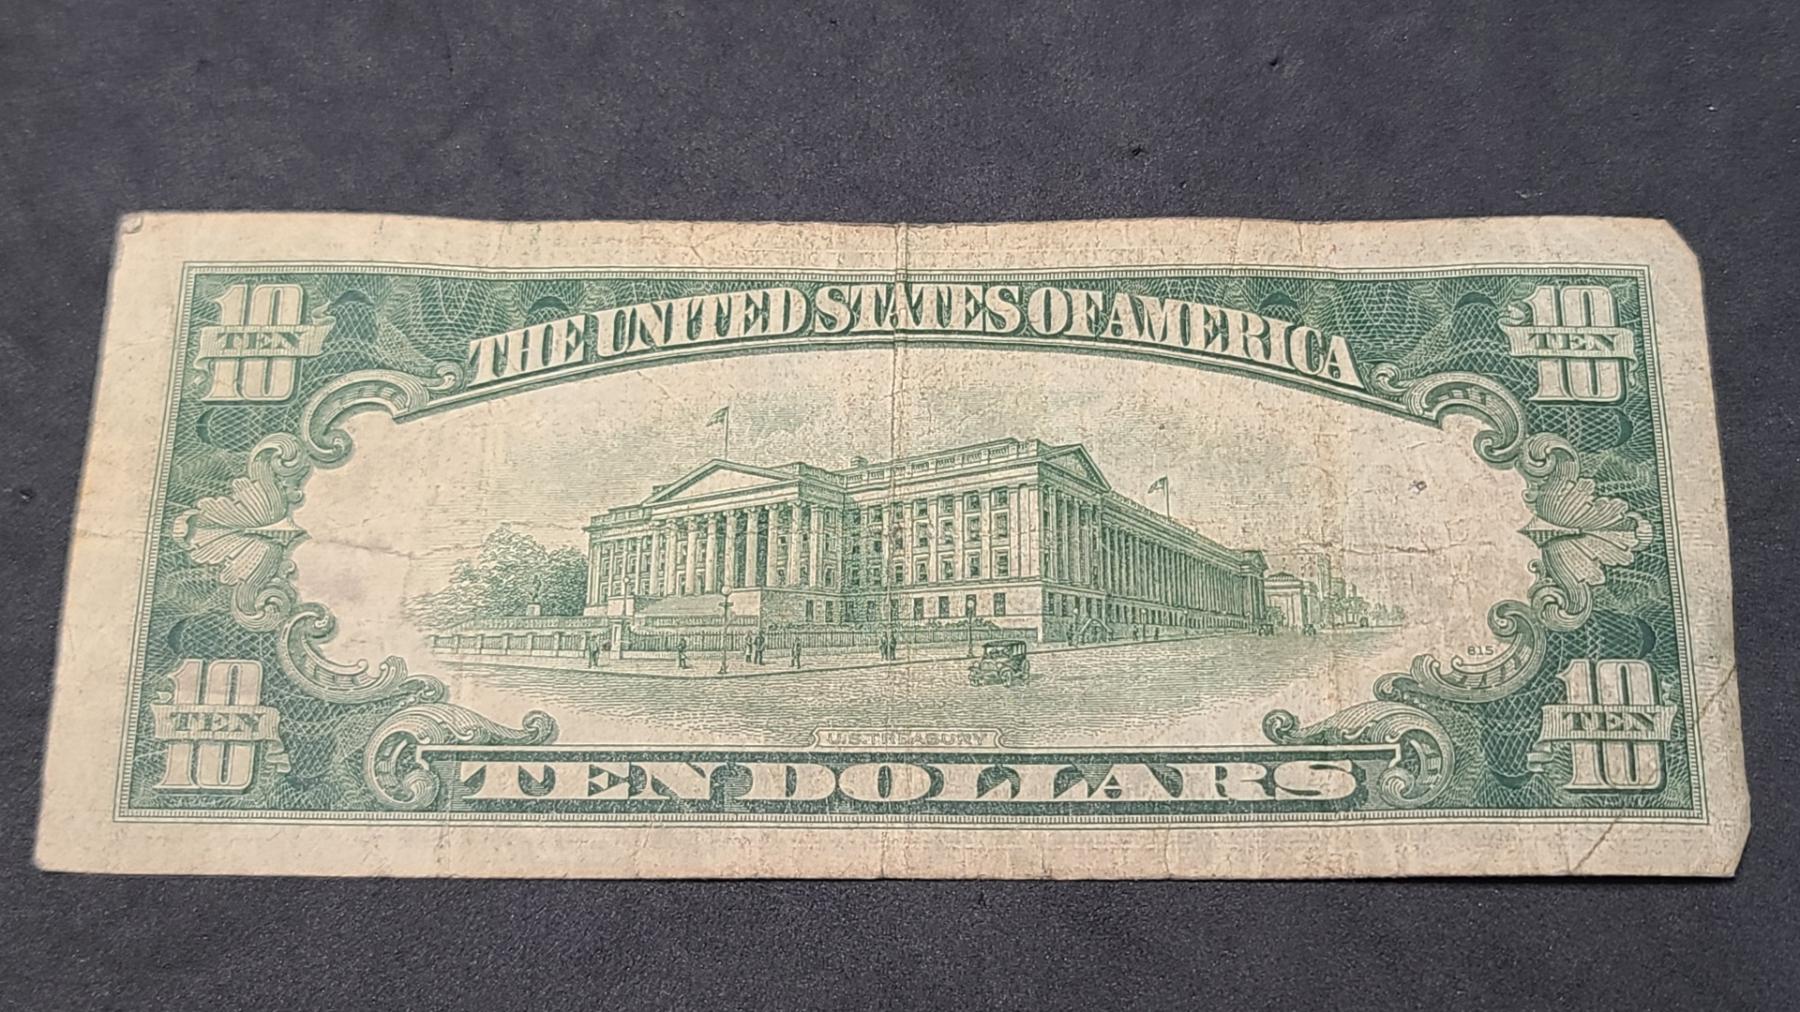 THE UNITED STATES OF AMERICA
10 TEN 10
10 TEN 10
815
10 TEN 10
10 TEN 10
U.S. TREASURY
TEN DOLLARS